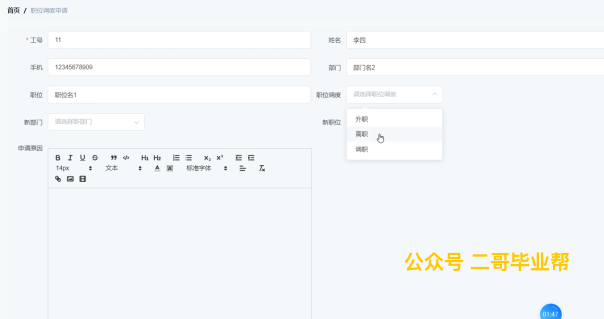 首页 / 职位调度申请
* 工号 11 姓名 李四
手机 12345678909 部门 部门名2
职位 职位名1 职位调度 请选择职位调度
新部门 请选择新部门 新职位
升职
离职
调职
申请原因
B I U S ” </> H1 H2 X2 X²
14px 文本 A 标准字体 Tx
公众号 二哥毕业帮
01:47